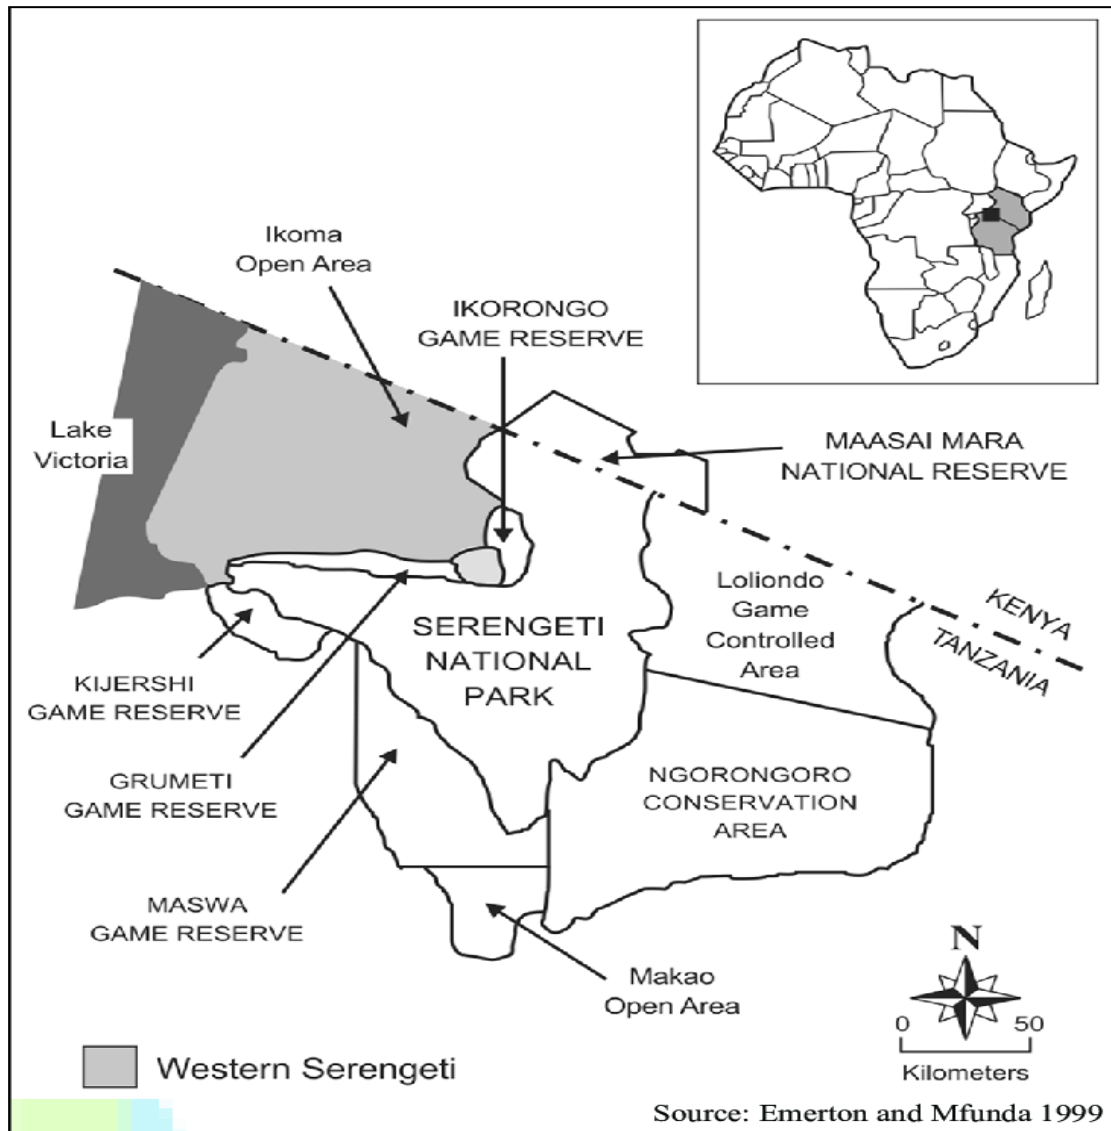 Ikoma
Open Area
IKORONGO
GAME RESERVE
Lake
Victoria
MAASAI MARA
NATIONAL RESERVE
Loliondo
Game
Controlled
Area
KENYA
TANZANIA
SERENGETI
NATIONAL
PARK
KIJERSHI
GAME RESERVE
GRUMETI
GAME RESERVE
NGORONGORO
CONSERVATION
AREA
MASWA
GAME RESERVE
Makao
Open Area
N
0 50
Kilometers
Western Serengeti
Source: Emerton and Mfunda 1999